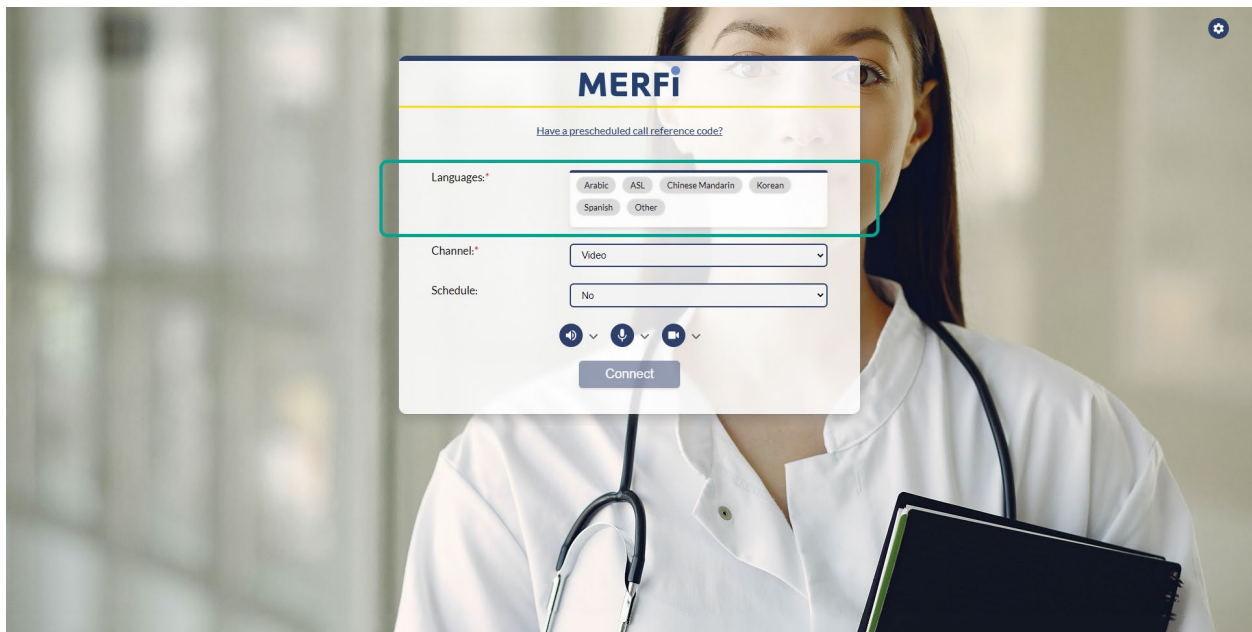 MERFi
Have a prescheduled call reference code?
Languages:*
Arabic ASL Chinese Mandarin Korean
Spanish Other
Channel:* Video
Schedule: No
Connect